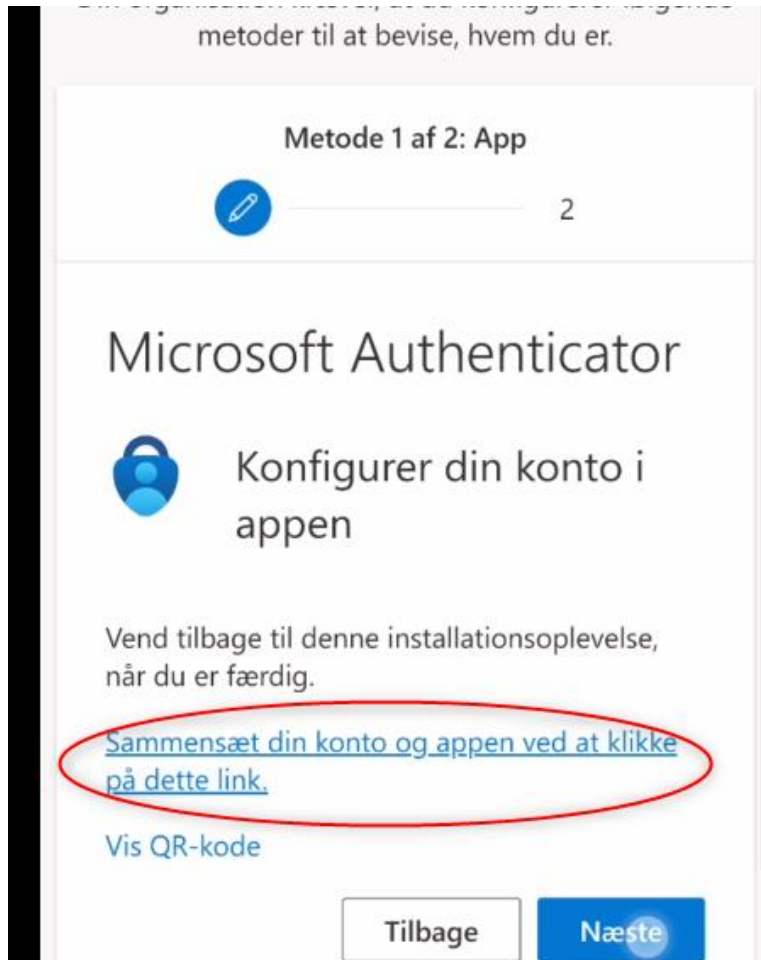 metoder til at bevise, hvem du er.
Metode 1 af 2: App
2
Microsoft Authenticator
Konfigurer din konto i
appen
Vend tilbage til denne installationsoplevelse,
når du er færdig.
Sammensæt din konto og appen ved at klikke
på dette link.
Vis QR-kode
Tilbage
Næste